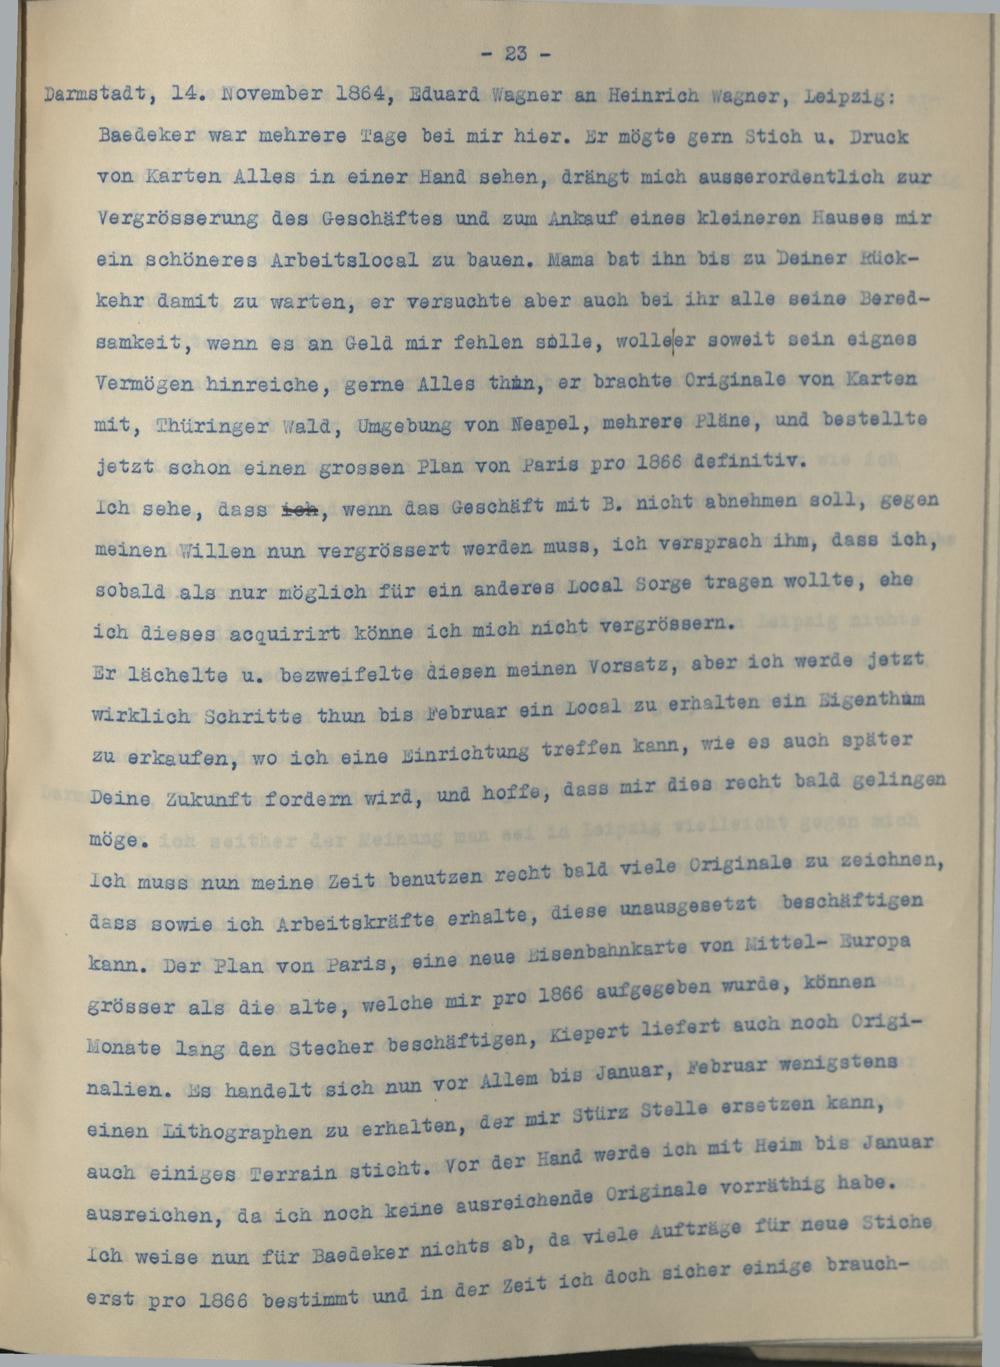 - 23 -
Darmstadt, 14. November 1864, Eduard Wagner an Heinrich Wagner, Leipzig:
Baedeker war mehrere Tage bei mir hier. Er mögte gern Stich u. Druck
von Karten Alles in einer Hand sehen, drängt mich ausserordentlich zur
Vergrösserung des Geschäftes und zum Ankauf eines kleineren Hauses mir
ein schöneres Arbeitslocal zu bauen. Mama bat ihn bis zu Deiner Rück-
kehr damit zu warten, er versuchte aber auch bei ihr alle seine Bered-
samkeit, wenn es an Geld mir fehlen solle, wolle|er soweit sein eignes
Vermögen hinreiche, gerne Alles thun, er brachte Originale von Karten
mit, Thüringer Wald, Umgebung von Neapel, mehrere Pläne, und bestellte
jetzt schon einen grossen Plan von Paris pro 1866 definitiv.
Ich sehe, dass ich, wenn das Geschäft mit B. nicht abnehmen soll, gegen
meinen Willen nun vergrössert werden muss, ich versprach ihm, dass ich,
sobald als nur möglich für ein anderes Local Sorge tragen wollte, ehe
ich dieses acquirirt könne ich mich nicht vergrössern.
Er lächelte u. bezweifelte diesen meinen Vorsatz, aber ich werde jetzt
wirklich Schritte thun bis Februar ein Local zu erhalten ein Eigenthum
zu erkaufen, wo ich eine Einrichtung treffen kann, wie es auch später
Deine Zukunft fordern wird, und hoffe, dass mir dies recht bald gelingen
möge.
Ich muss nun meine Zeit benutzen recht bald viele Originale zu zeichnen,
dass sowie ich Arbeitskräfte erhalte, diese unausgesetzt beschäftigen
kann. Der Plan von Paris, eine neue Eisenbahnkarte von Mittel- Europa
grösser als die alte, welche mir pro 1866 aufgegeben wurde, können
Monate lang den Stecher beschäftigen, Kiepert liefert auch noch Origi-
nalien. Es handelt sich nun vor Allem bis Januar, Februar wenigstens
einen Lithographen zu erhalten, der mir Stürz Stelle ersetzen kann,
auch einiges Terrain sticht. Vor der Hand werde ich mit Heim bis Januar
ausreichen, da ich noch keine ausreichende Originale vorräthig habe.
Ich weise nun für Baedeker nichts ab, da viele Aufträge für neue Stiche
erst pro 1866 bestimmt und in der Zeit ich doch sicher einige brauch-